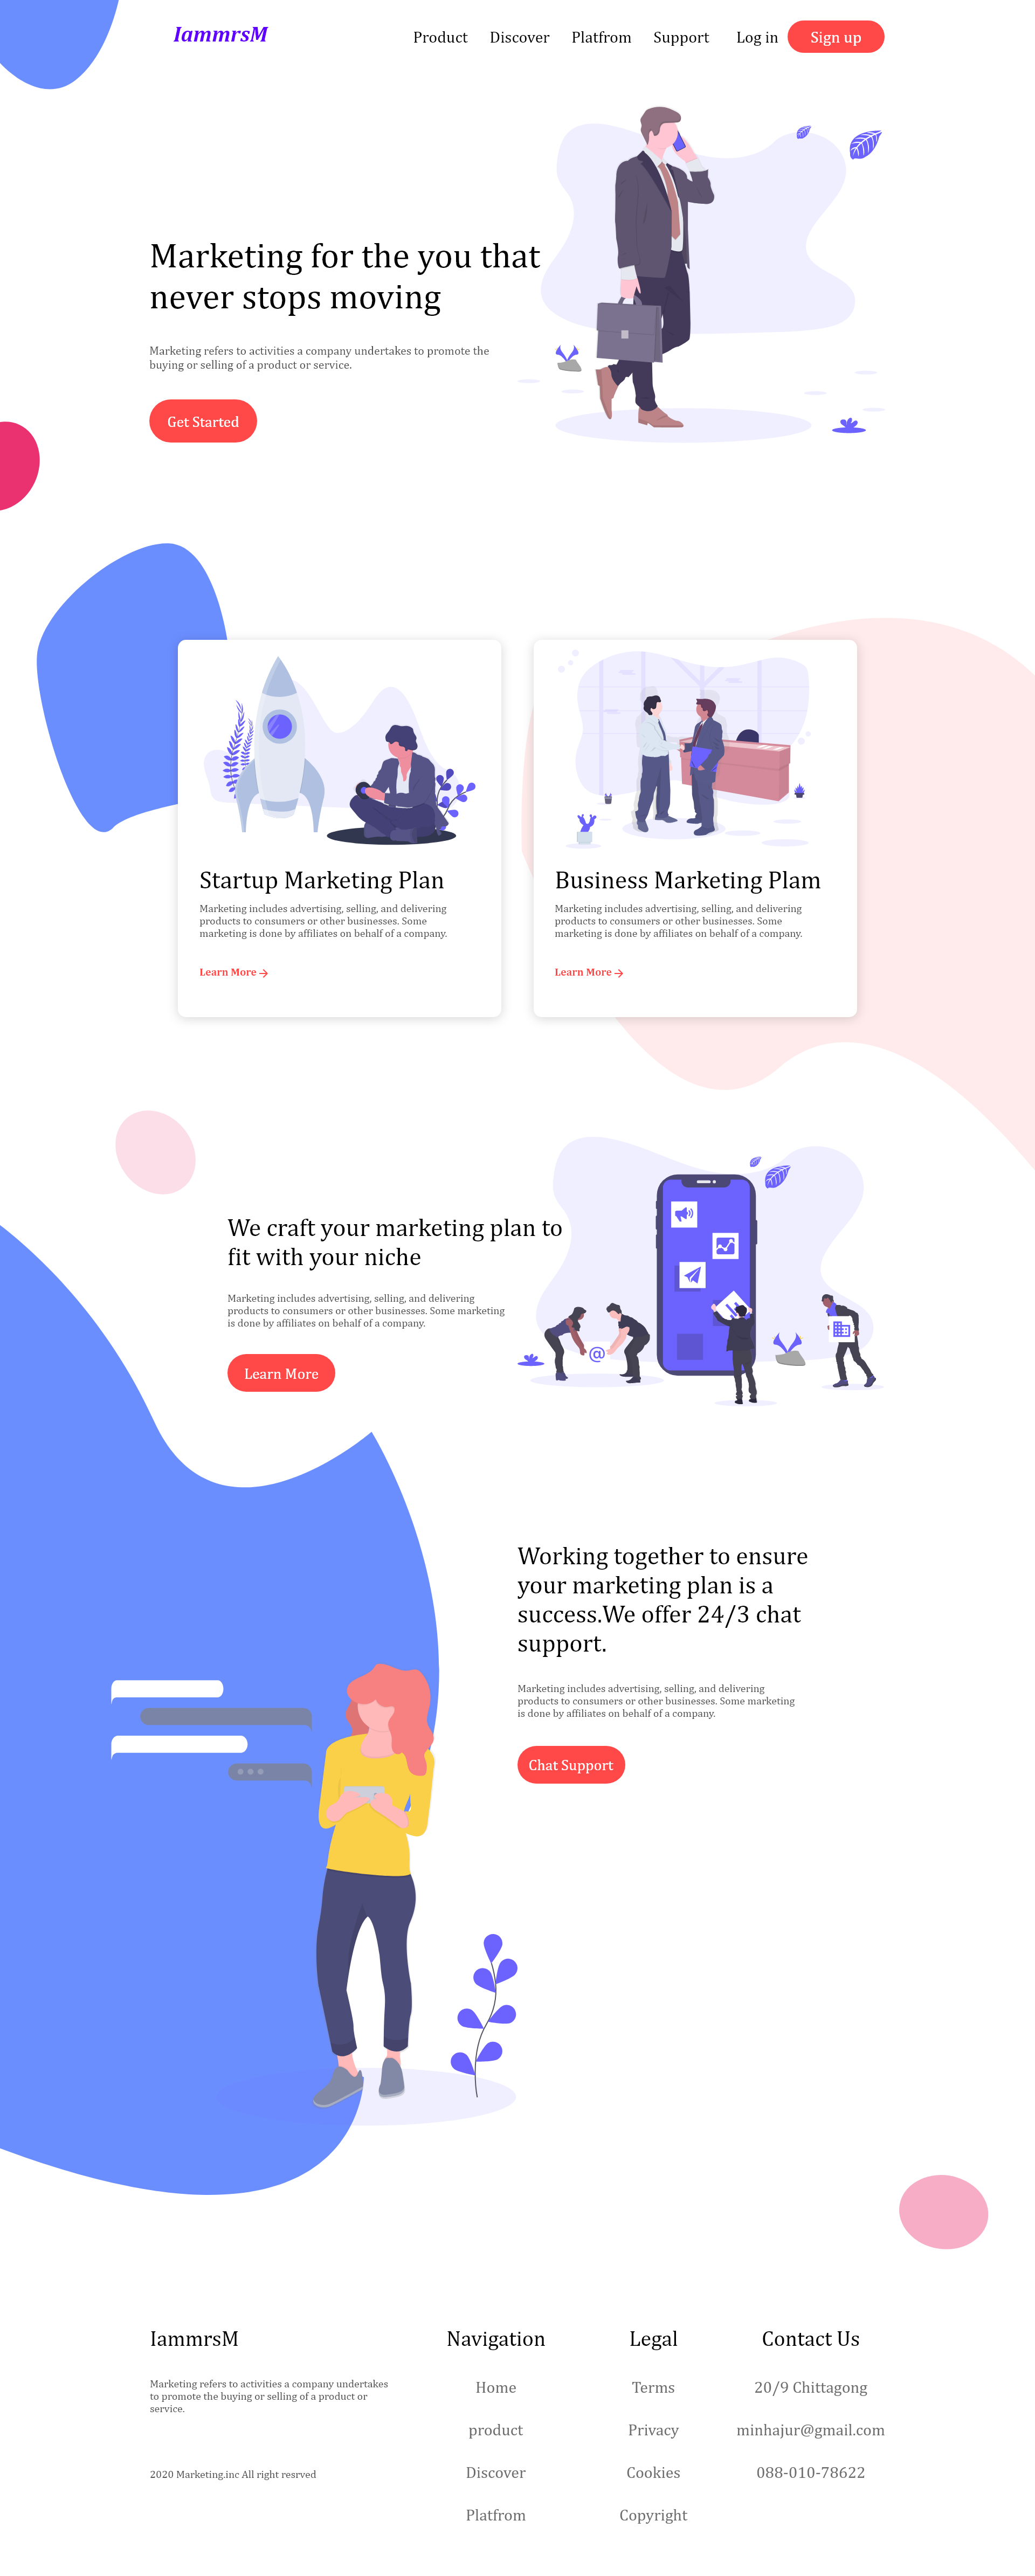 IammrsM
Product Discover Platfrom Support Log in Sign up
Marketing for the you that
never stops moving
Marketing refers to activities a company undertakes to promote the
buying or selling of a product or service.
Get Started
Startup Marketing Plan
Marketing includes advertising, selling, and delivering
products to consumers or other businesses. Some
marketing is done by affiliates on behalf of a company.
Learn More →
Business Marketing Plam
Marketing includes advertising, selling, and delivering
products to consumers or other businesses. Some
marketing is done by affiliates on behalf of a company.
Learn More →
We craft your marketing plan to
fit with your niche
Marketing includes advertising, selling, and delivering
products to consumers or other businesses. Some marketing
is done by affiliates on behalf of a company.
Learn More
@
Working together to ensure
your marketing plan is a
success.We offer 24/3 chat
support.
Marketing includes advertising, selling, and delivering
products to consumers or other businesses. Some marketing
is done by affiliates on behalf of a company.
Chat Support
IammrsM
Marketing refers to activities a company undertakes
to promote the buying or selling of a product or
service.
2020 Marketing.inc All right resrved
Navigation
Home
product
Discover
Platfrom
Legal
Terms
Privacy
Cookies
Copyright
Contact Us
20/9 Chittagong
minhajur@gmail.com
088-010-78622